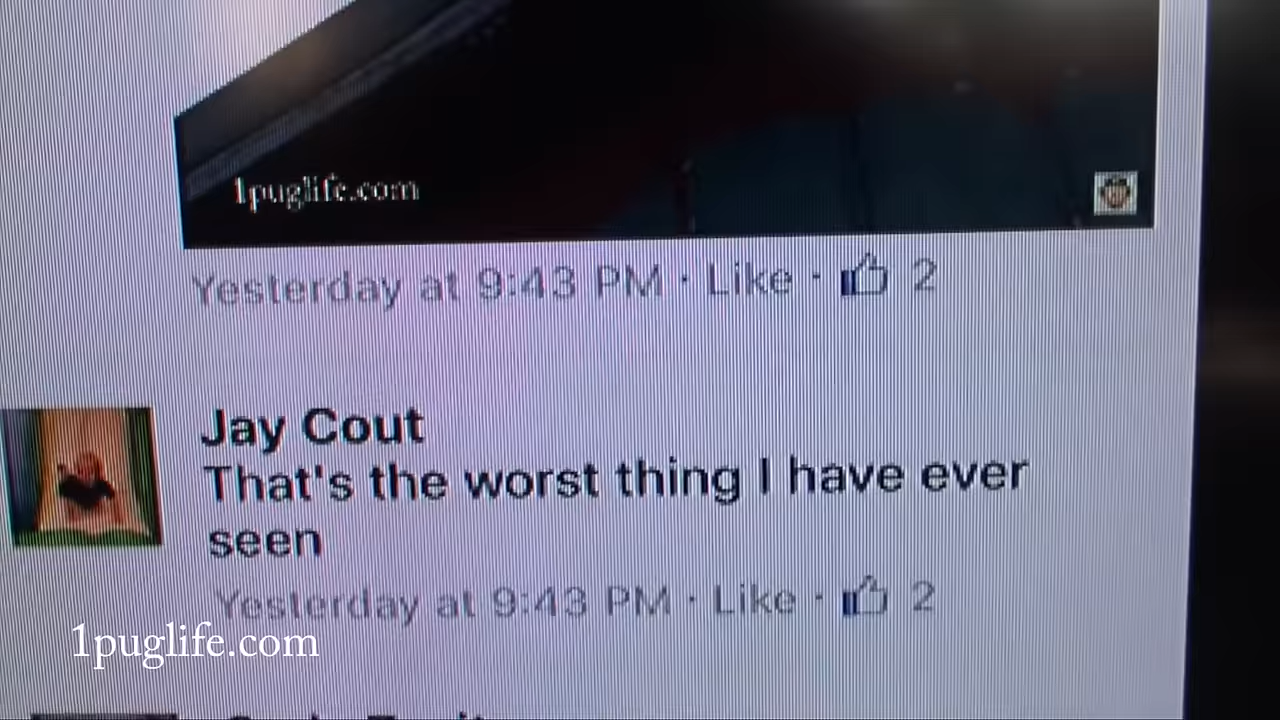 1puglife.com
Yesterday at 9:43 PM · Like · 2
Jay Cout
That's the worst thing I have ever
seen
Yesterday at 9:43 PM · Like · 2
1puglife.com